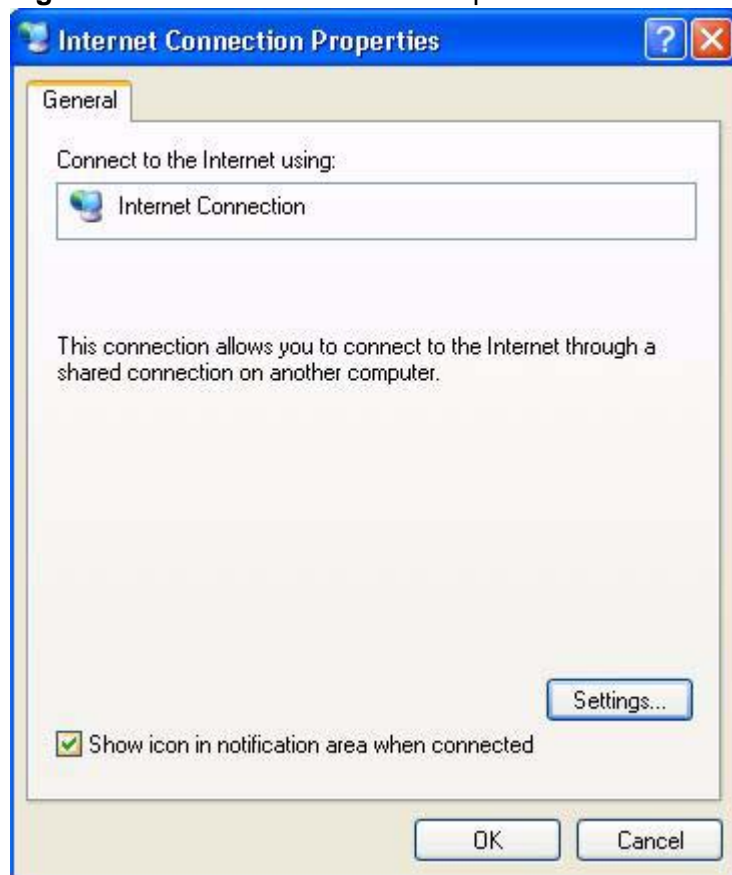 Internet Connection Properties
General
Connect to the Internet using:
Internet Connection
This connection allows you to connect to the Internet through a
shared connection on another computer.
Settings...
Show icon in notification area when connected
OK
Cancel